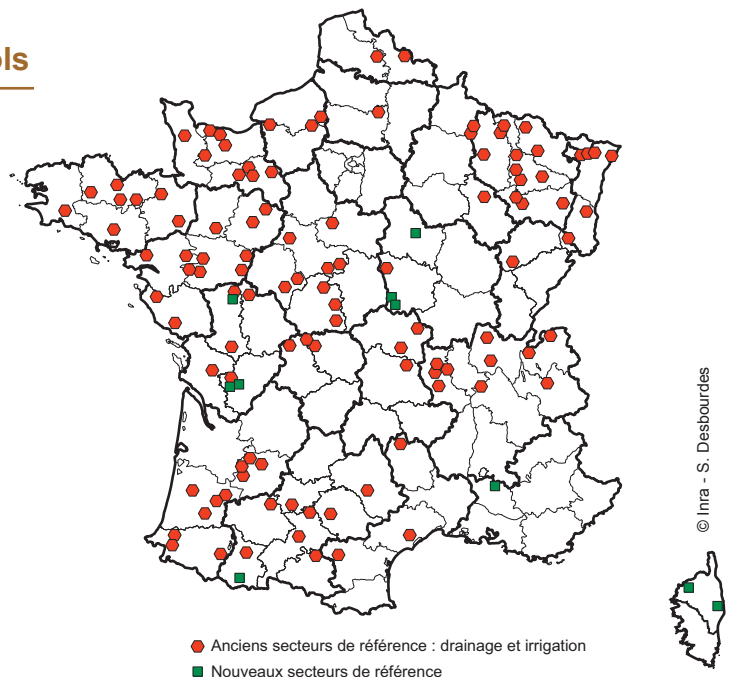 ols
© Inra - S. Desbourdes
Anciens secteurs de référence : drainage et irrigation
Nouveaux secteurs de référence